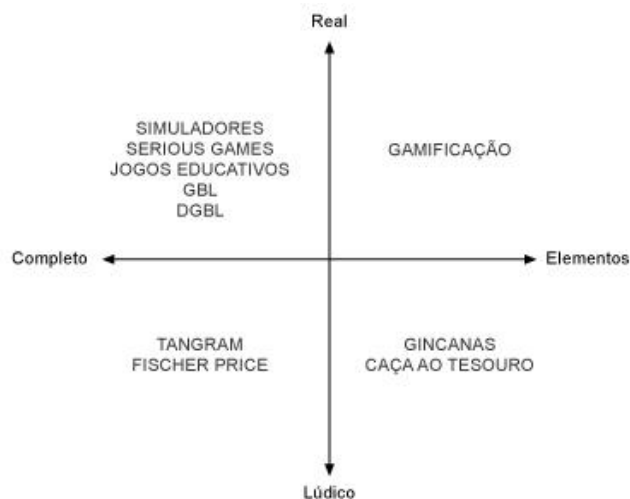 Real
SIMULADORES
SERIOUS GAMES
JOGOS EDUCATIVOS
GBL
DGBL
GAMIFICAÇÃO
Completo
Elementos
TANGRAM
FISCHER PRICE
GINCANAS
CAÇA AO TESOURO
Lúdico